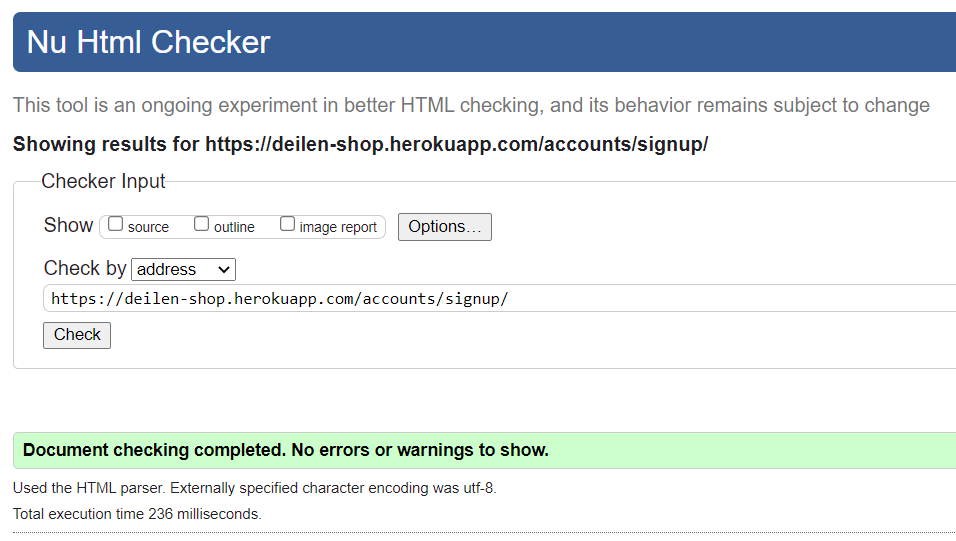 Nu Html Checker
This tool is an ongoing experiment in better HTML checking, and its behavior remains subject to change
Showing results for https://deilen-shop.herokuapp.com/accounts/signup/
Checker Input
Show source outline image report Options...
Check by address
https://deilen-shop.herokuapp.com/accounts/signup/
Check
Document checking completed. No errors or warnings to show.
Used the HTML parser. Externally specified character encoding was utf-8.
Total execution time 236 milliseconds.